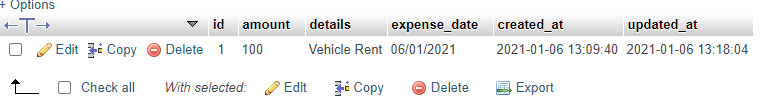 + Options
←T→ id amount details expense_date created_at updated_at
Edit Copy Delete 1 100 Vehicle Rent 06/01/2021 2021-01-06 13:09:40 2021-01-06 13:18:04
Check all With selected: Edit Copy Delete Export